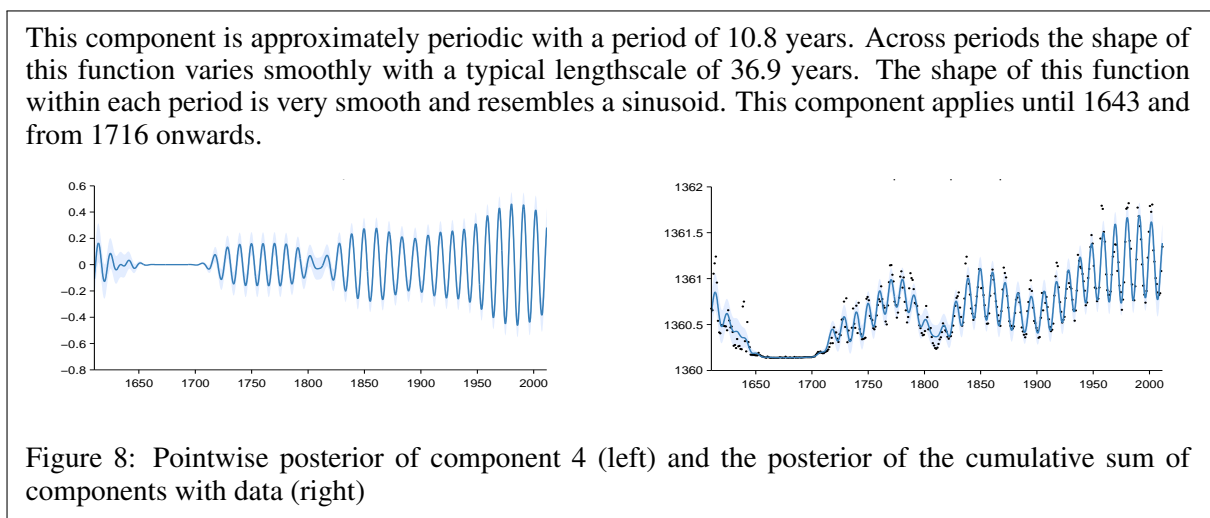 This component is approximately periodic with a period of 10.8 years. Across periods the shape of
this function varies smoothly with a typical lengthscale of 36.9 years. The shape of this function
within each period is very smooth and resembles a sinusoid. This component applies until 1643 and
from 1716 onwards.
0.6
0.4
0.2
0
−0.2
−0.4
−0.6
−0.8
1650 1700 1750 1800 1850 1900 1950 2000
1362
1361.5
1361
1360.5
1360
1650 1700 1750 1800 1850 1900 1950 2000
Figure 8: Pointwise posterior of component 4 (left) and the posterior of the cumulative sum of
components with data (right)